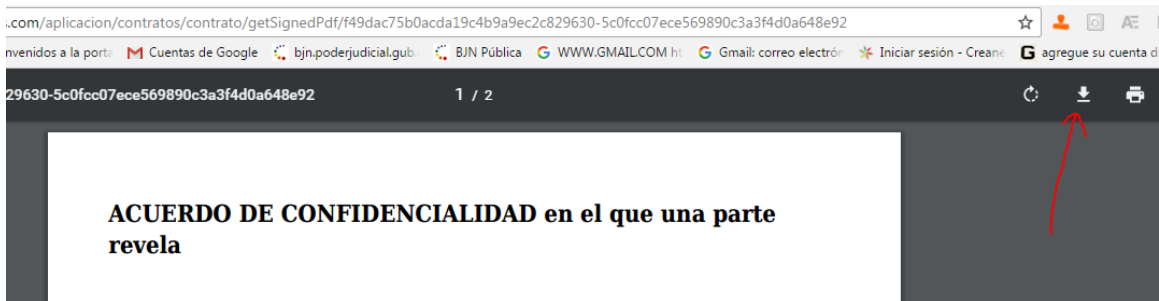 .com/aplicacion/contratos/contrato/getSignedPdf/f49dac75b0acda19c4b9a9ec2c829630-5c0fcc07ece569890c3a3f4d0a648e92
nvenidos a la porta Cuentas de Google bjn.poderjudicial.gub. BJN Pública WWW.GMAIL.COM ht Gmail: correo electrón Iniciar sesión - Creane agregue su cuenta d
29630-5c0fcc07ece569890c3a3f4d0a648e92 1 / 2
ACUERDO DE CONFIDENCIALIDAD en el que una parte
revela